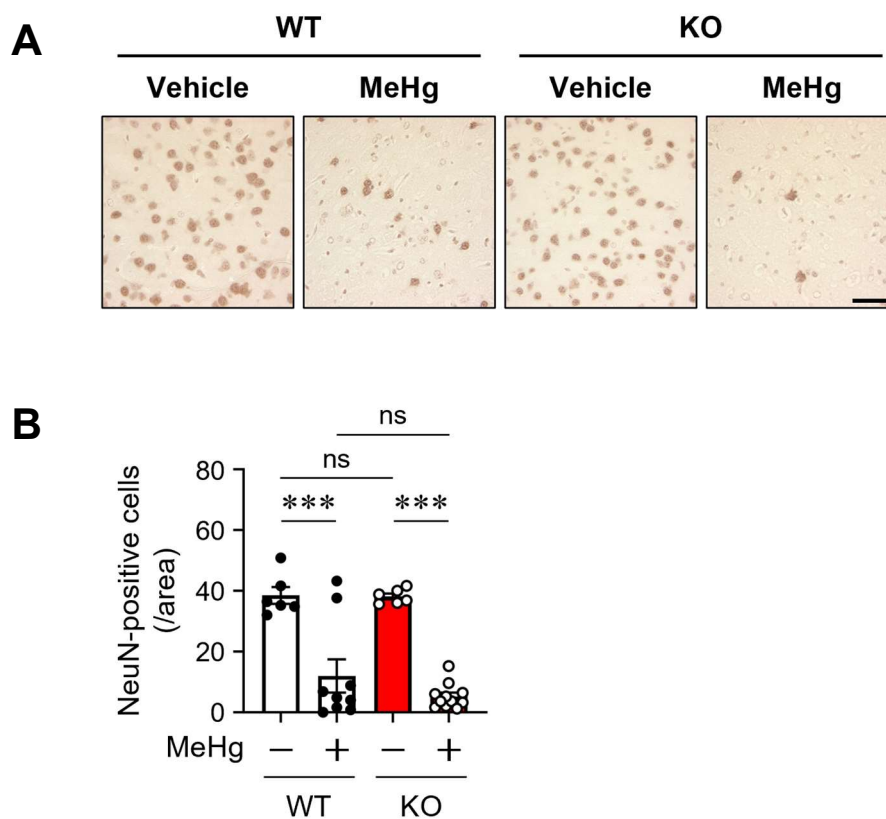 A
WT KO
Vehicle MeHg Vehicle MeHg
B
ns
ns
*** ***
NeuN-positive cells
(/area)
80
60
40
20
0
MeHg − + − +
WT KO